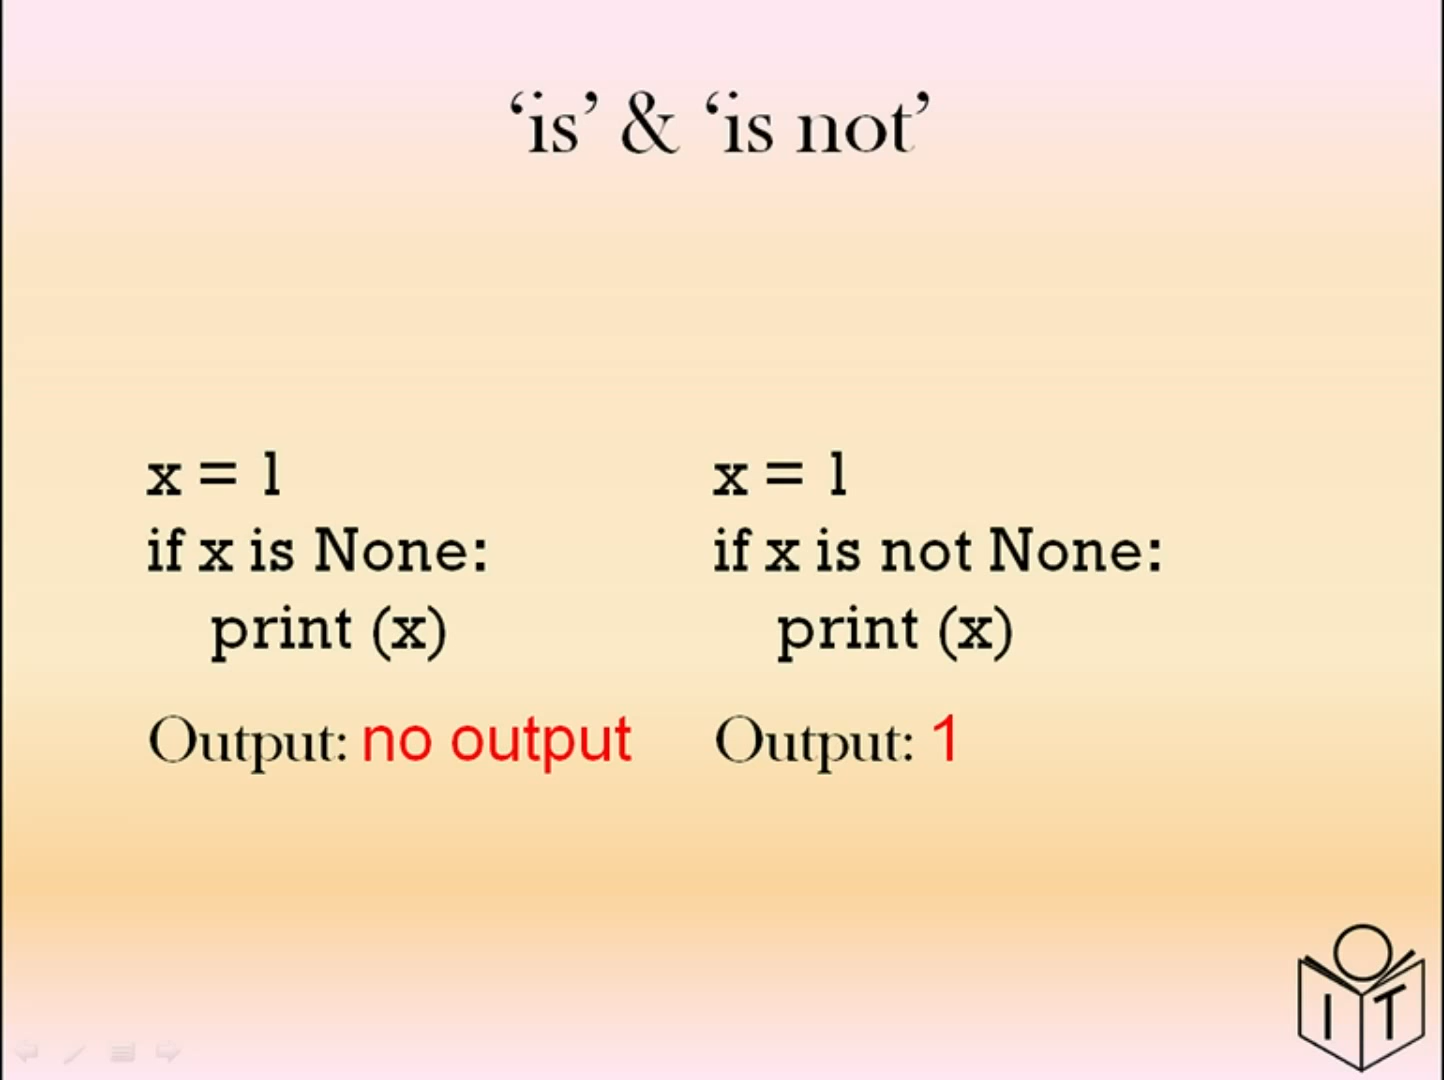 ‘is’ & ‘is not’
x = 1
if x is None:
print (x)
Output: no output
x = 1
if x is not None:
print (x)
Output: 1
I T